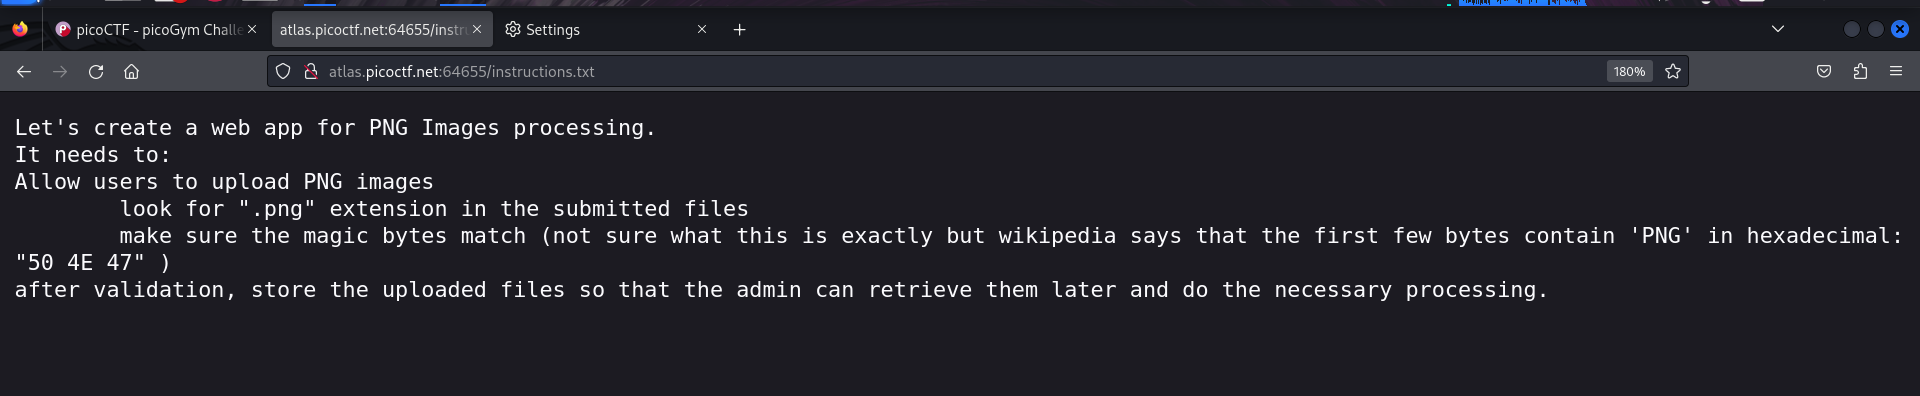 picoCTF - picoGym Challe
atlas.picoctf.net:64655/instru
Settings
atlas.picoctf.net:64655/instructions.txt
180%
Let's create a web app for PNG Images processing.
It needs to:
Allow users to upload PNG images
look for ".png" extension in the submitted files
make sure the magic bytes match (not sure what this is exactly but wikipedia says that the first few bytes contain 'PNG' in hexadecimal:
"50 4E 47" )
after validation, store the uploaded files so that the admin can retrieve them later and do the necessary processing.